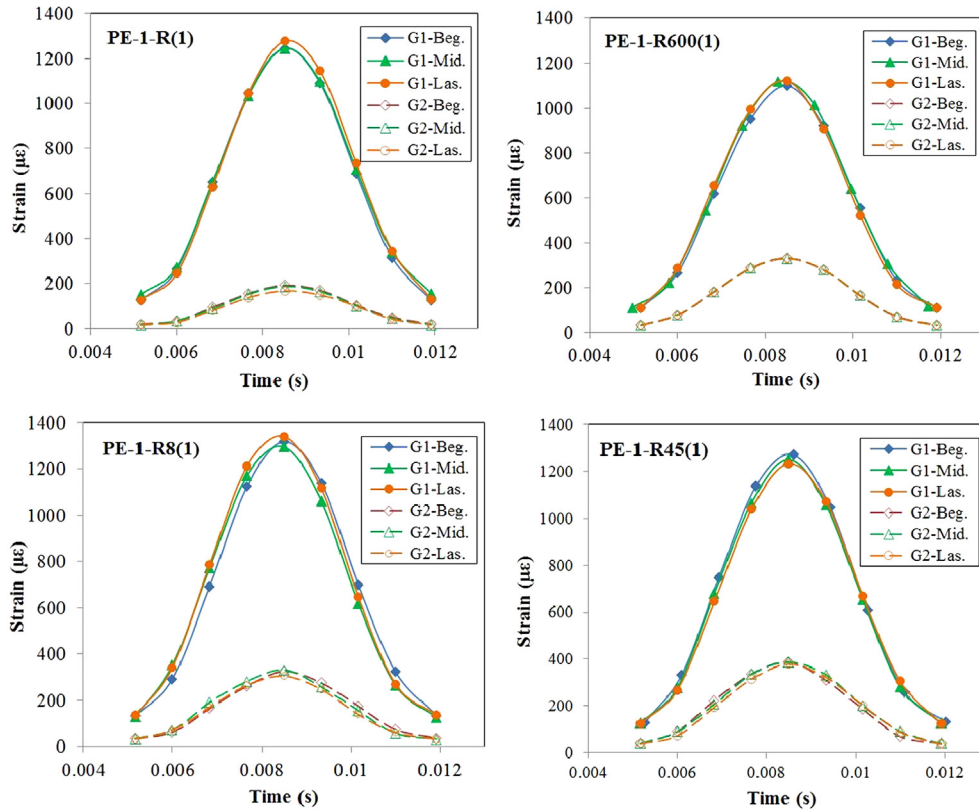 PE-1-R(1)
G1-Beg.
G1-Mid.
G1-Las.
G2-Beg.
G2-Mid.
G2-Las.
Strain (με)
1400
1200
1000
800
600
400
200
0
0.004
0.006
0.008
0.01
0.012
Time (s)
PE-1-R600(1)
G1-Beg.
G1-Mid.
G1-Las.
G2-Beg.
G2-Mid.
G2-Las.
Strain (με)
1400
1200
1000
800
600
400
200
0
0.004
0.006
0.008
0.01
0.012
Time (s)
PE-1-R8(1)
G1-Beg.
G1-Mid.
G1-Las.
G2-Beg.
G2-Mid.
G2-Las.
Strain (με)
1400
1200
1000
800
600
400
200
0
0.004
0.006
0.008
0.01
0.012
Time (s)
PE-1-R45(1)
G1-Beg.
G1-Mid.
G1-Las.
G2-Beg.
G2-Mid.
G2-Las.
Strain (με)
1400
1200
1000
800
600
400
200
0
0.004
0.006
0.008
0.01
0.012
Time (s)